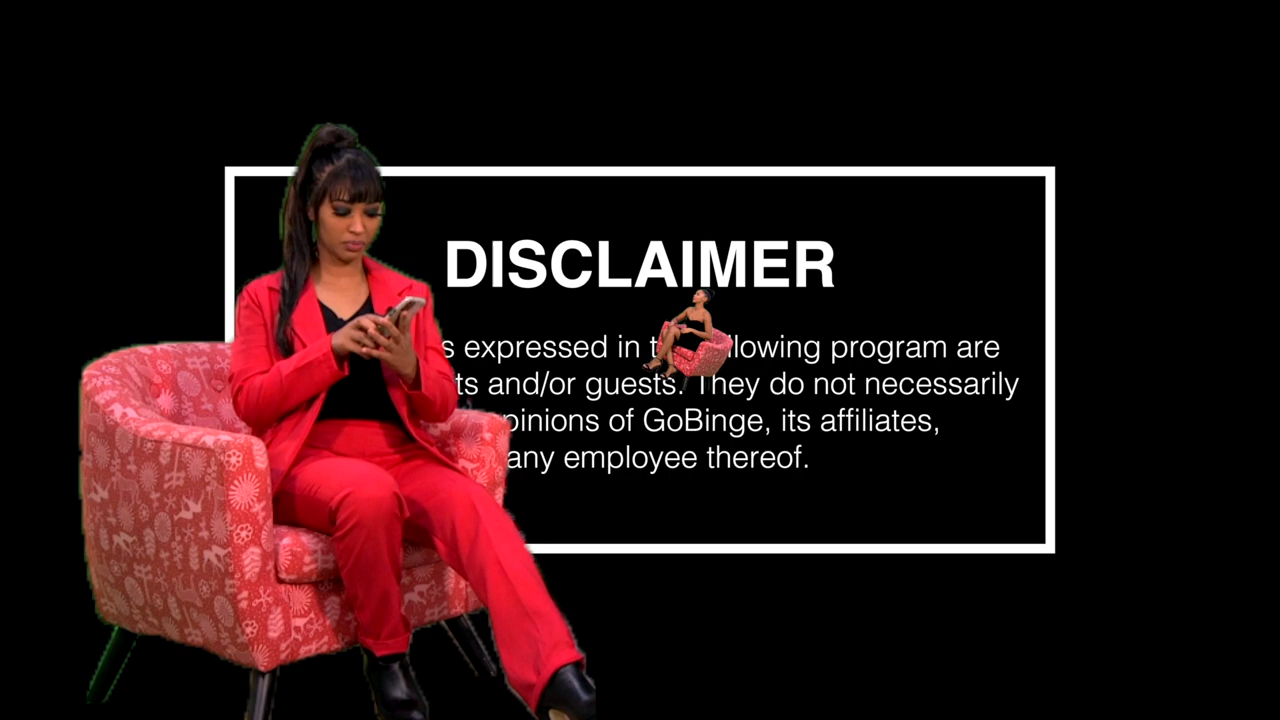 DISCLAIMER
expressed in llowing program are
and/or guests. They do not necessarily
pinions of GoBinge, its affiliates,
any employee thereof.